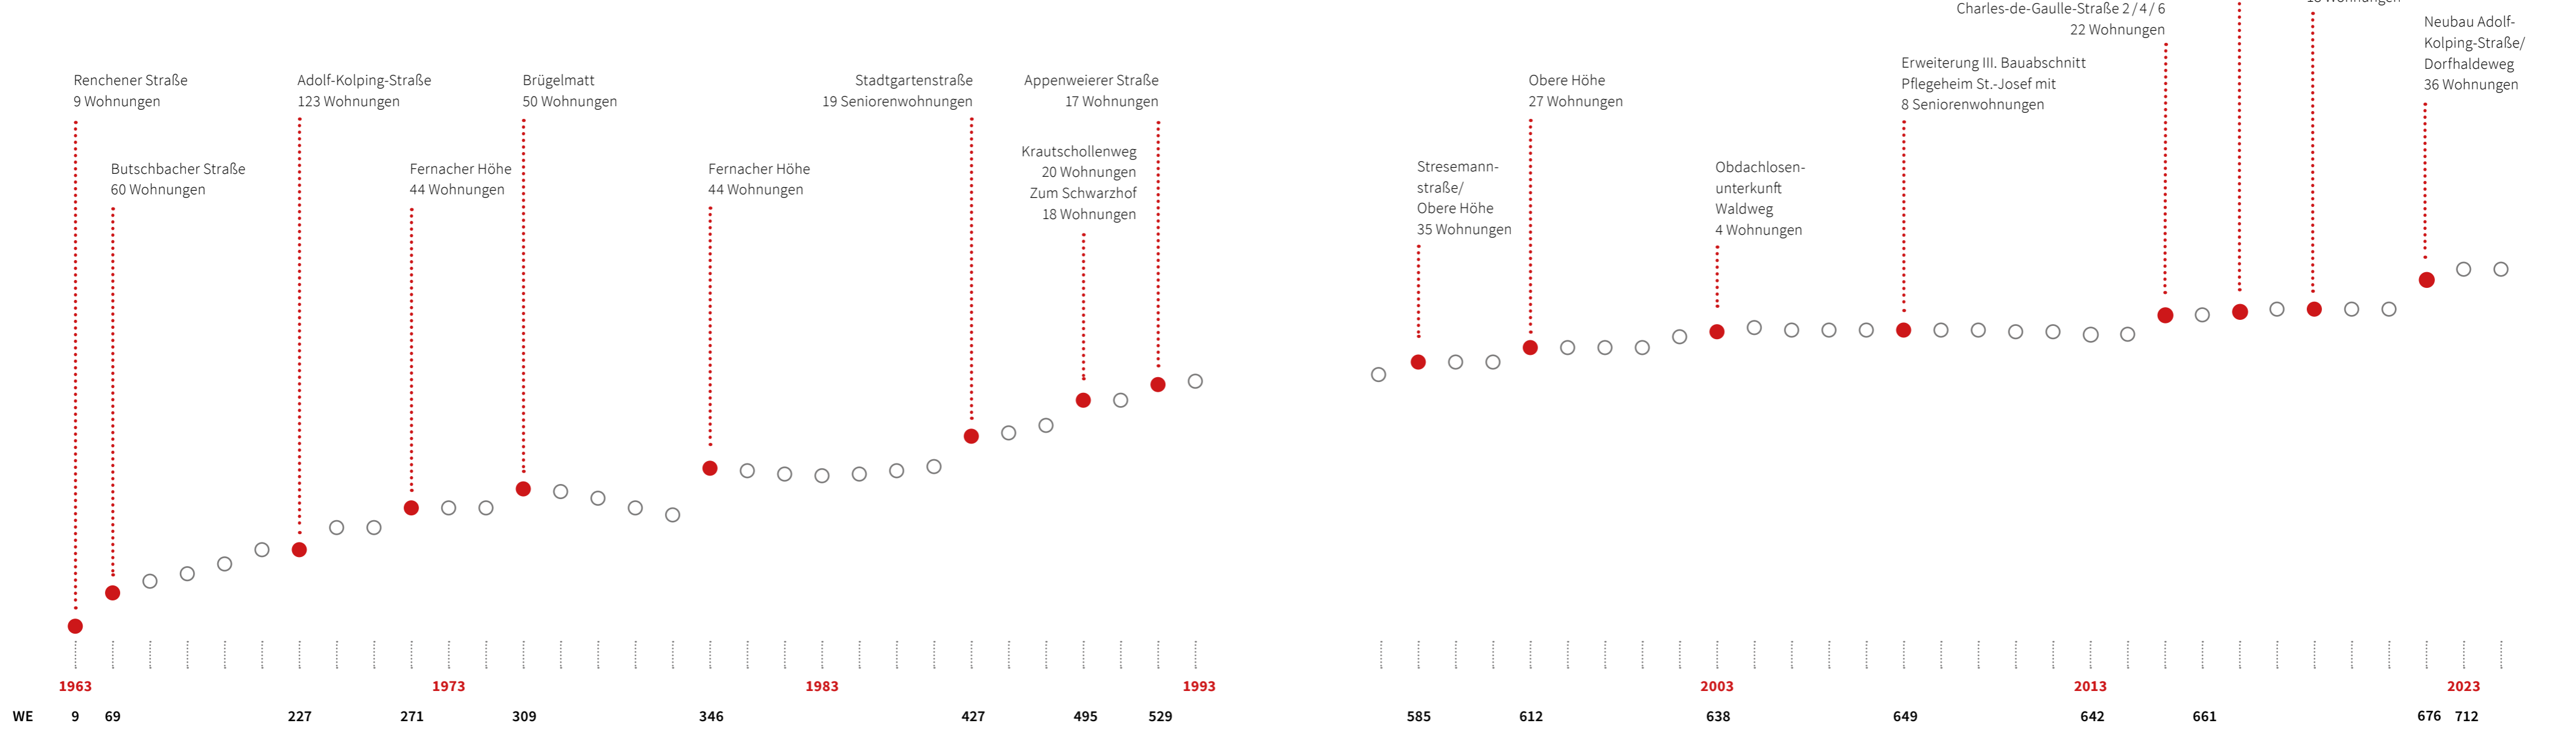 Charles-de-Gaulle-Straße 2 / 4 / 6
22 Wohnungen
Neubau Adolf-
Kolping-Straße/
Dorfhaldeweg
36 Wohnungen
Renchener Straße
9 Wohnungen
Adolf-Kolping-Straße
123 Wohnungen
Brügelmatt
50 Wohnungen
Stadtgartenstraße
19 Seniorenwohnungen
Appenweierer Straße
17 Wohnungen
Obere Höhe
27 Wohnungen
Erweiterung III. Bauabschnitt
Pflegeheim St.-Josef mit
8 Seniorenwohnungen
Butschbacher Straße
60 Wohnungen
Fernacher Höhe
44 Wohnungen
Fernacher Höhe
44 Wohnungen
Krautschollenweg
20 Wohnungen
Zum Schwarzhof
18 Wohnungen
Stresemann-
straße/
Obere Höhe
35 Wohnungen
Obdachlosen-
unterkunft
Waldweg
4 Wohnungen
1963 1973 1983 1993 2003 2013 2023
WE 9 69 227 271 309 346 427 495 529 585 612 638 649 642 661 676 712